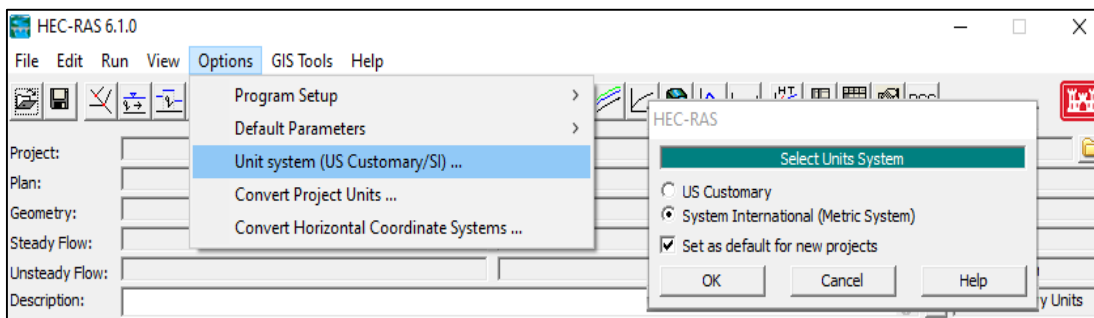 HEC-RAS 6.1.0
File Edit Run View Options GIS Tools Help
Program Setup
Default Parameters
Unit system (US Customary/SI) ...
Convert Project Units ...
Convert Horizontal Coordinate Systems ...
HT
HEC-RAS
Select Units System
US Customary
System International (Metric System)
Set as default for new projects
OK Cancel Help
Project:
Plan:
Geometry:
Steady Flow:
Unsteady Flow:
Description:
y Units